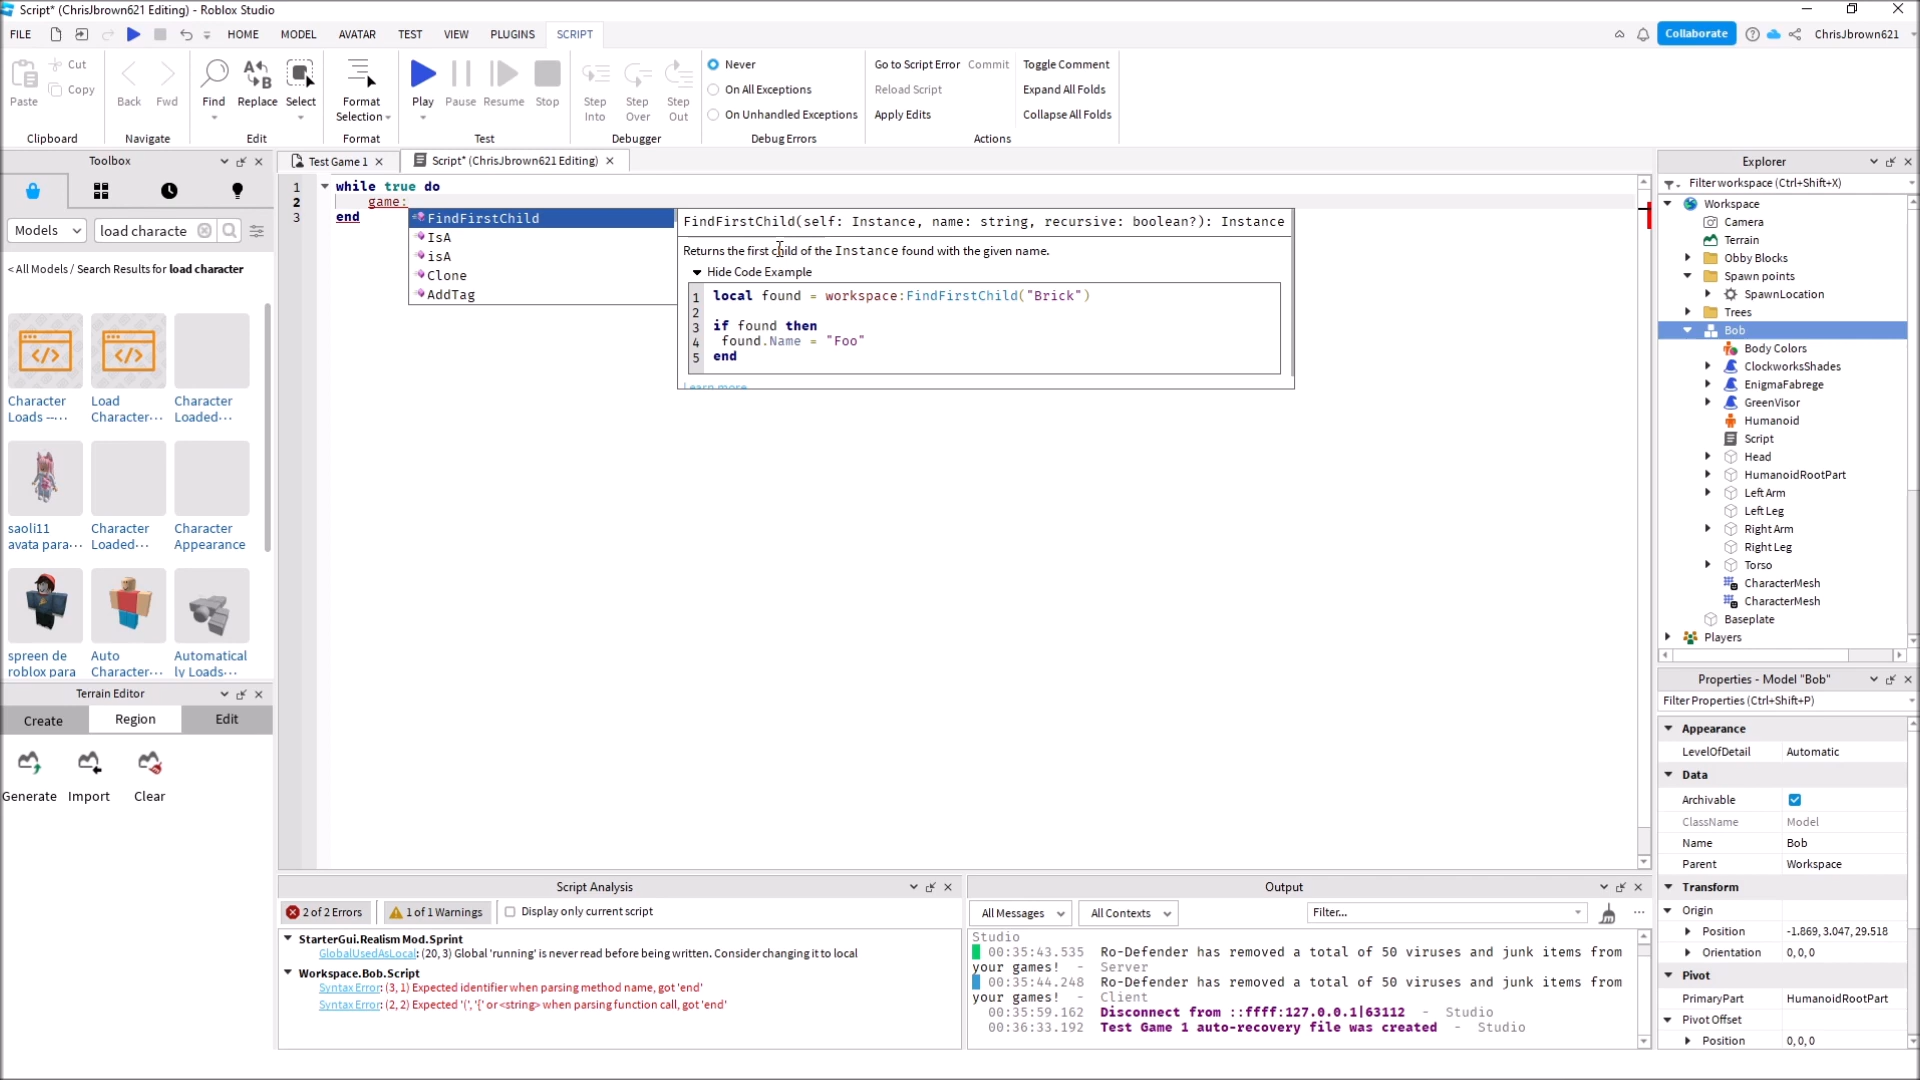 Script* (ChrisJbrown621 Editing) - Roblox Studio
FILE
HOME
MODEL
AVATAR
TEST
VIEW
PLUGINS
SCRIPT
Collaborate
ChrisJbrown621
Paste
Cut
Copy
Clipboard
Back
Fwd
Navigate
Find
Replace
Select
Edit
Format
Selection
Format
Play
Pause
Resume
Stop
Test
Step
Into
Step
Over
Step
Out
Debugger
Never
On All Exceptions
On Unhandled Exceptions
Debug Errors
Go to Script Error
Commit
Reload Script
Apply Edits
Toggle Comment
Expand All Folds
Collapse All Folds
Actions
Toolbox
Models
load characte
< All Models / Search Results for load character
Character
Loads --...
Load
Character...
Character
Loaded...
saoli11
avata para...
Character
Loaded...
Character
Appearance
spreen de
roblox para
Auto
Character...
Automatical
ly Loads...
Terrain Editor
Create
Region
Edit
Generate
Import
Clear
Test Game 1
Script* (ChrisJbrown621 Editing)
1 while true do
2 game:
3 end
FindFirstChild
IsA
isA
Clone
AddTag
FindFirstChild(self: Instance, name: string, recursive: boolean?): Instance
Returns the first child of the Instance found with the given name.
Hide Code Example
1 local found = workspace:FindFirstChild("Brick")
2
3 if found then
4 found.Name = "Foo"
5 end
Learn more
Script Analysis
2 of 2 Errors
1 of 1 Warnings
Display only current script
StarterGui.Realism Mod.Sprint
GlobalUsedAsLocal: (20, 3) Global 'running' is never read before being written. Consider changing it to local
Workspace.Bob.Script
Syntax Error: (3, 1) Expected identifier when parsing method name, got 'end'
Syntax Error: (2, 2) Expected '(', '{' or <string> when parsing function call, got 'end'
Output
All Messages
All Contexts
Filter...
Studio
00:35:43.535 Ro-Defender has removed a total of 50 viruses and junk items from
your games! - Server
00:35:44.248 Ro-Defender has removed a total of 50 viruses and junk items from
your games! - Client
00:35:59.162 Disconnect from ::ffff:127.0.0.1|63112 - Studio
00:36:33.192 Test Game 1 auto-recovery file was created - Studio
Explorer
Filter workspace (Ctrl+Shift+X)
Workspace
Camera
Terrain
Obby Blocks
Spawn points
SpawnLocation
Trees
Bob
Body Colors
ClockworksShades
EnigmaFabrege
GreenVisor
Humanoid
Script
Head
HumanoidRootPart
Left Arm
Left Leg
Right Arm
Right Leg
Torso
CharacterMesh
CharacterMesh
Baseplate
Players
Properties - Model "Bob"
Filter Properties (Ctrl+Shift+P)
Appearance
LevelOfDetail Automatic
Data
Archivable
ClassName Model
Name Bob
Parent Workspace
Transform
Origin
Position -1.869, 3.047, 29.518
Orientation 0, 0, 0
Pivot
PrimaryPart HumanoidRootPart
Pivot Offset
Position 0, 0, 0